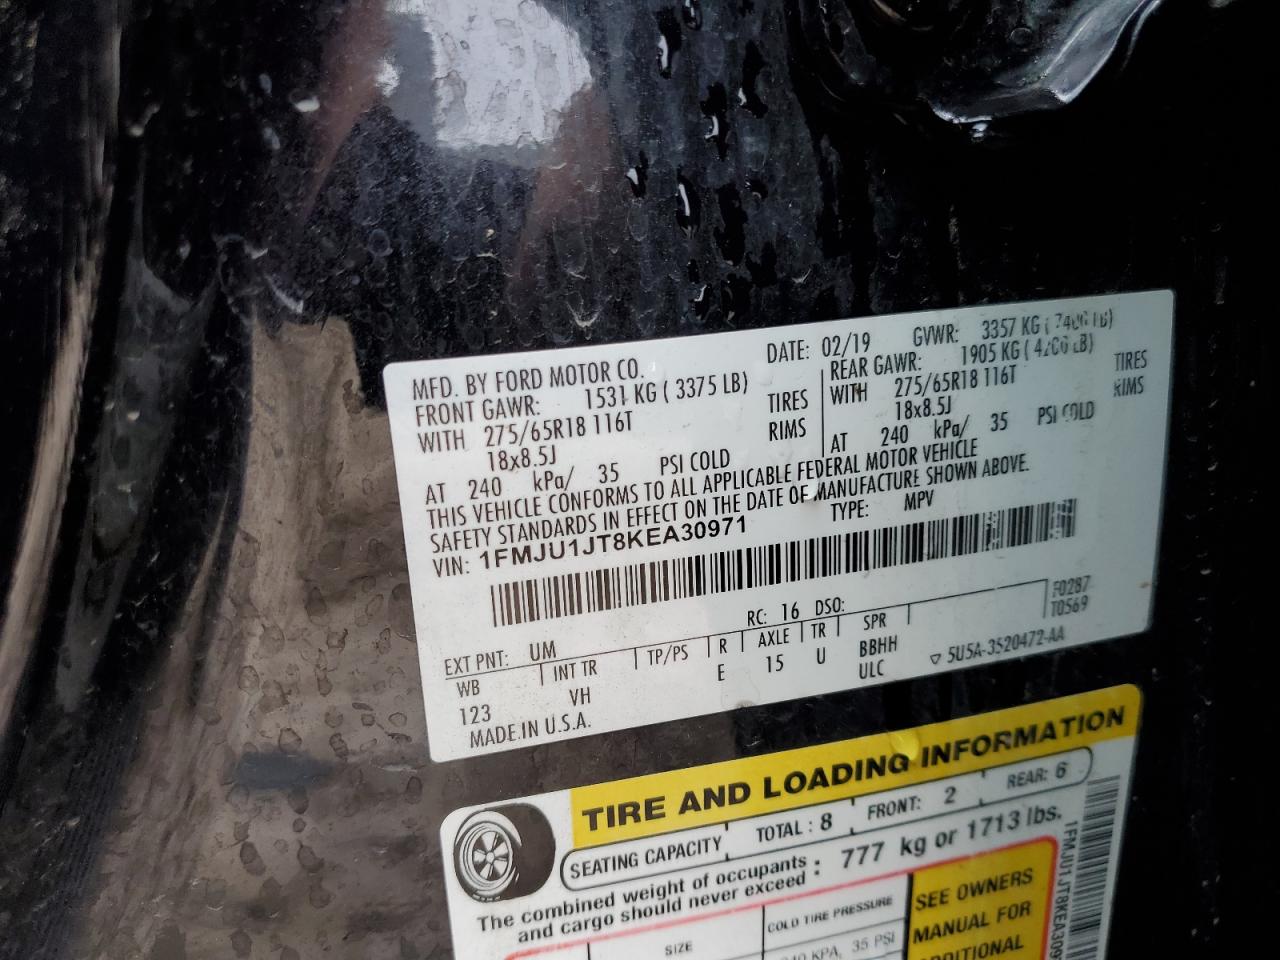 MFD. BY FORD MOTOR CO. DATE: 02/19 GVWR: 3357 KG
FRONT GAWR: 1531 KG ( 3375 LB) REAR GAWR: 1905 KG
WITH 275/65R18 116T TIRES WITH 275/65R18 116T TIRES
18x8.5J RIMS 18x8.5J RIMS
AT 240 kPa/ 35 PSI COLD AT 240 kPa/ 35 PSI COLD
THIS VEHICLE CONFORMS TO ALL APPLICABLE FEDERAL MOTOR VEHICLE
SAFETY STANDARDS IN EFFECT ON THE DATE OF MANUFACTURE SHOWN ABOVE.
VIN: 1FMJU1JT8KEA30971 TYPE: MPV
F0287
T0569
EXT PNT: UM RC: 16 DSO:
WB INT TR TP/PS R AXLE TR SPR
123 VH E 15 U BBHH
ULC
MADE IN U.S.A. ▽ 5U5A-3520472-AA
TIRE AND LOADING INFORMATION
SEATING CAPACITY TOTAL : 8 FRONT: 2 REAR: 6
The combined weight of occupants
and cargo should never exceed : 777 kg or 1713 lbs.
SIZE COLD TIRE PRESSURE
KPA, 35 PSI
SEE OWNERS
MANUAL FOR
1FMJU1JT8KEA309